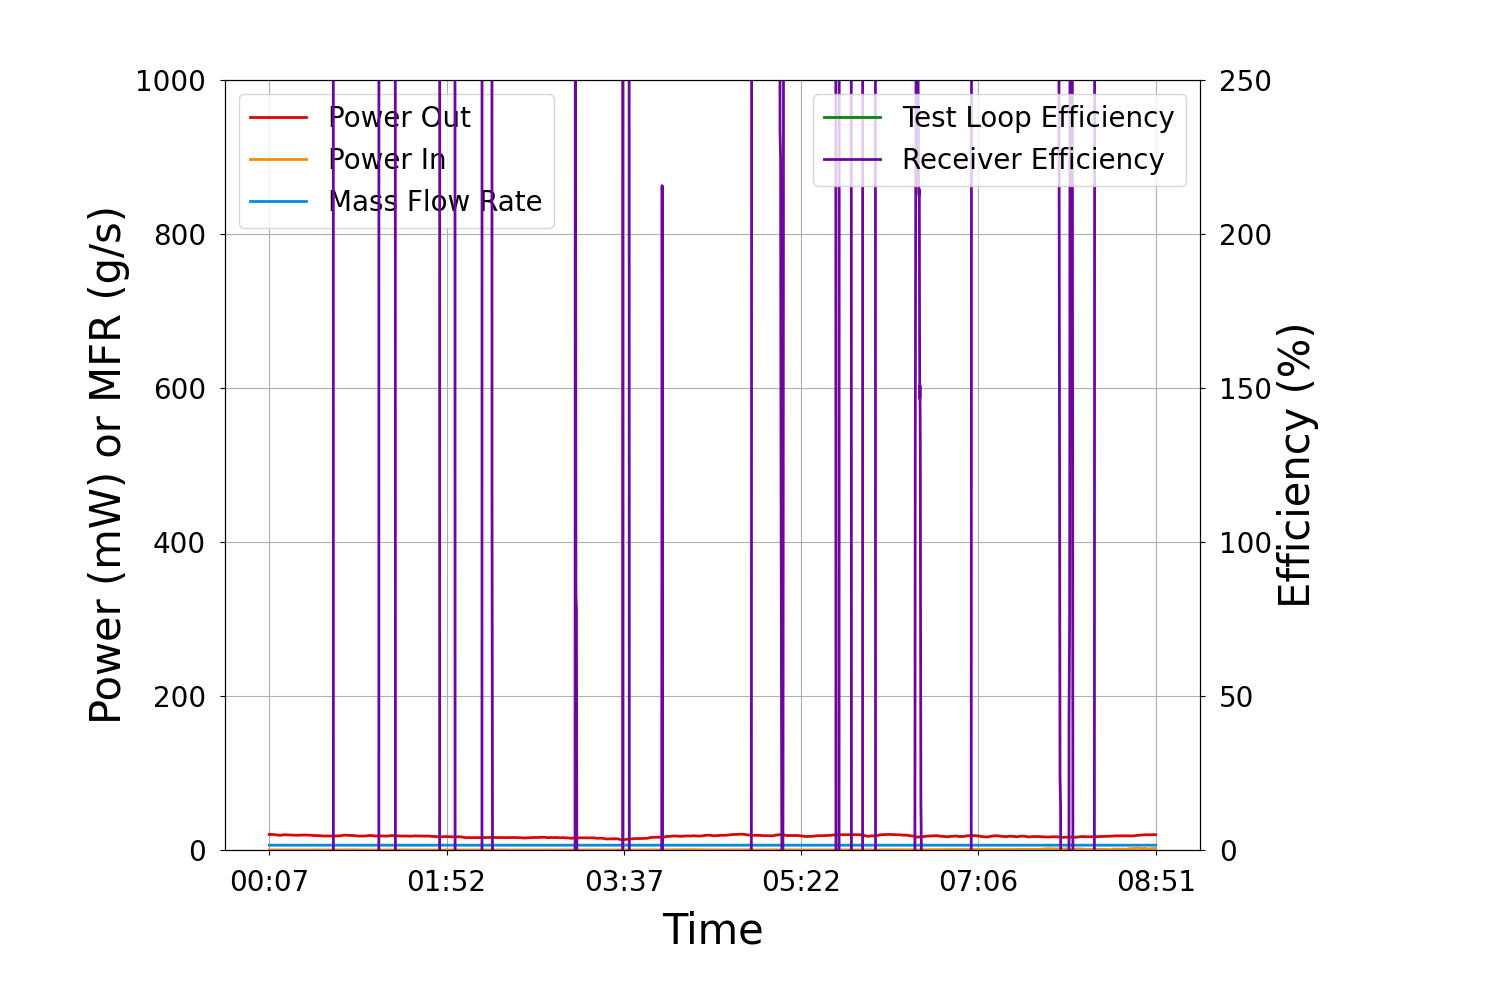 1000
800
600
400
200
0
Power (mW) or MFR (g/s)
Power Out
Power In
Mass Flow Rate
Test Loop Efficiency
Receiver Efficiency
250
200
150
100
50
0
Efficiency (%)
00:07 01:52 03:37 05:22 07:06 08:51
Time